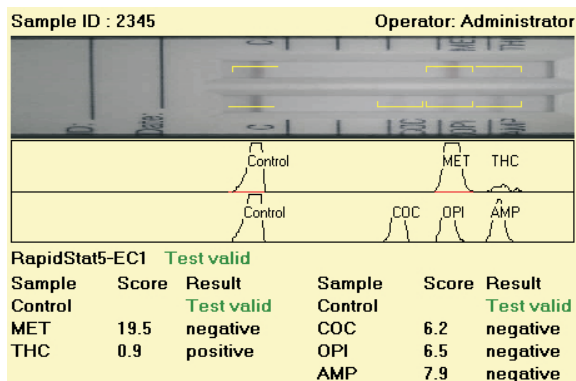 Sample ID : 2345 Operator: Administrator
C MET THC
ID: Date: C COC OPI AMP
Control MET THC
Control COC OPI AMP
RapidStat5-EC1 Test valid
Sample Score Result Sample Score Result
Control Test valid Control Test valid
MET 19.5 negative COC 6.2 negative
THC 0.9 positive OPI 6.5 negative
AMP 7.9 negative